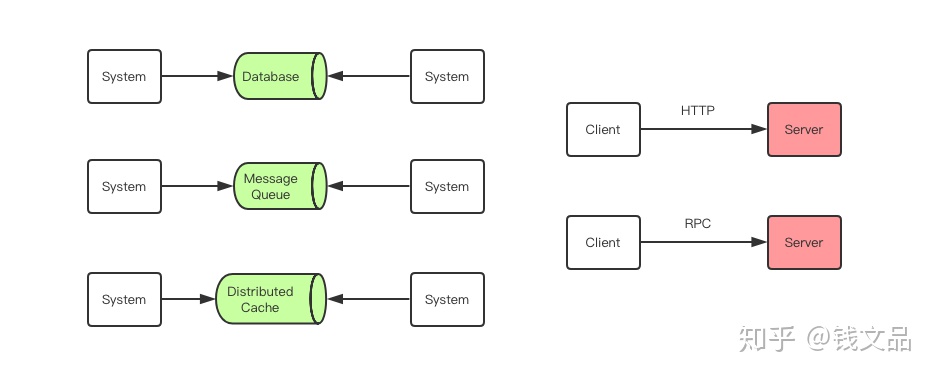 System
Database
System
System
Message
Queue
System
System
Distributed
Cache
System
Client
HTTP
Server
Client
RPC
Server
知乎 @钱文品